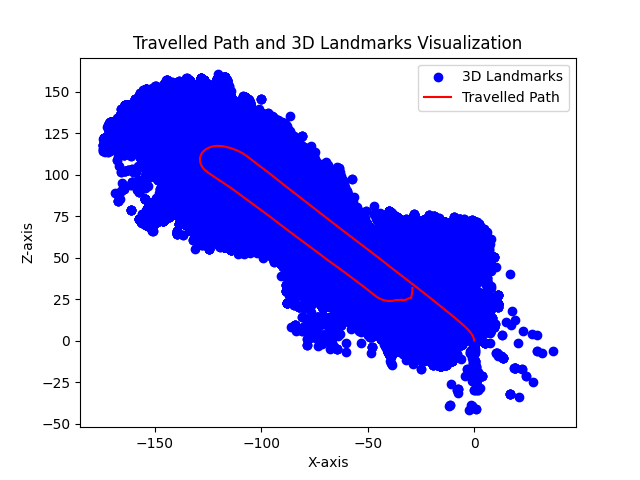 Travelled Path and 3D Landmarks Visualization
3D Landmarks
Travelled Path
150
125
100
75
50
25
0
−25
−50
Z-axis
−150
−100
−50
0
X-axis